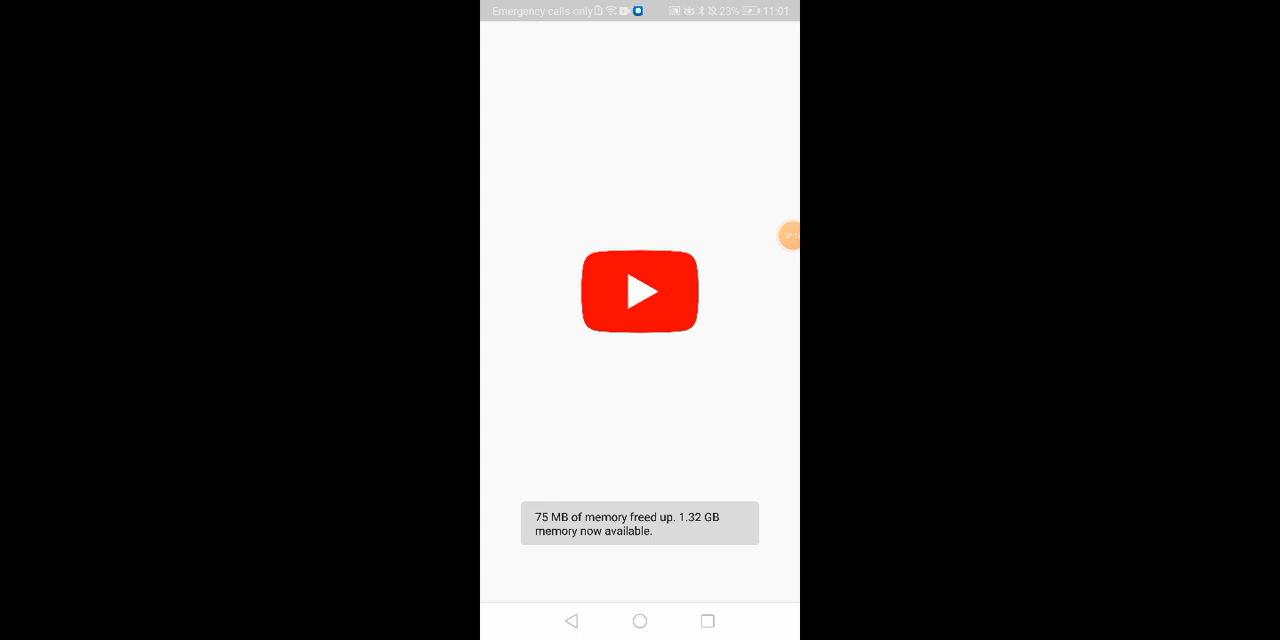 Emergency calls only 23% 11:01
75 MB of memory freed up. 1.32 GB
memory now available.